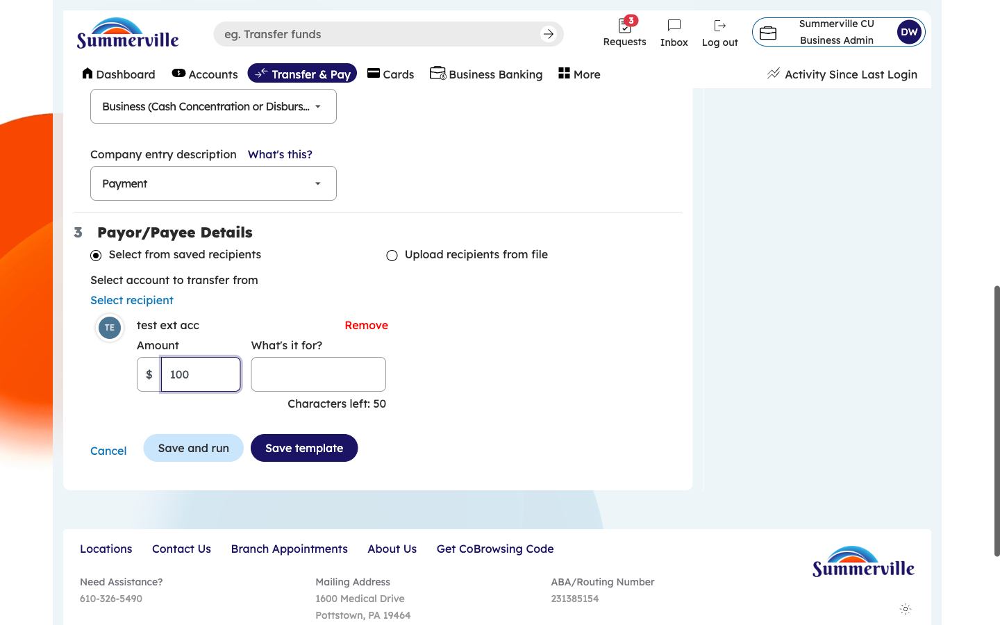 Summerville
eg. Transfer funds
3
Requests
Inbox
Log out
Summerville CU
Business Admin
DW
Dashboard
Accounts
Transfer & Pay
Cards
Business Banking
More
Activity Since Last Login
Business (Cash Concentration or Disburs...
Company entry description What's this?
Payment
3 Payor/Payee Details
Select from saved recipients
Upload recipients from file
Select account to transfer from
Select recipient
TE
test ext acc
Remove
Amount
What's it for?
$ 100
Characters left: 50
Cancel
Save and run
Save template
Locations
Contact Us
Branch Appointments
About Us
Get CoBrowsing Code
Summerville
Need Assistance?
610-326-5490
Mailing Address
1600 Medical Drive
Pottstown, PA 19464
ABA/Routing Number
231385154